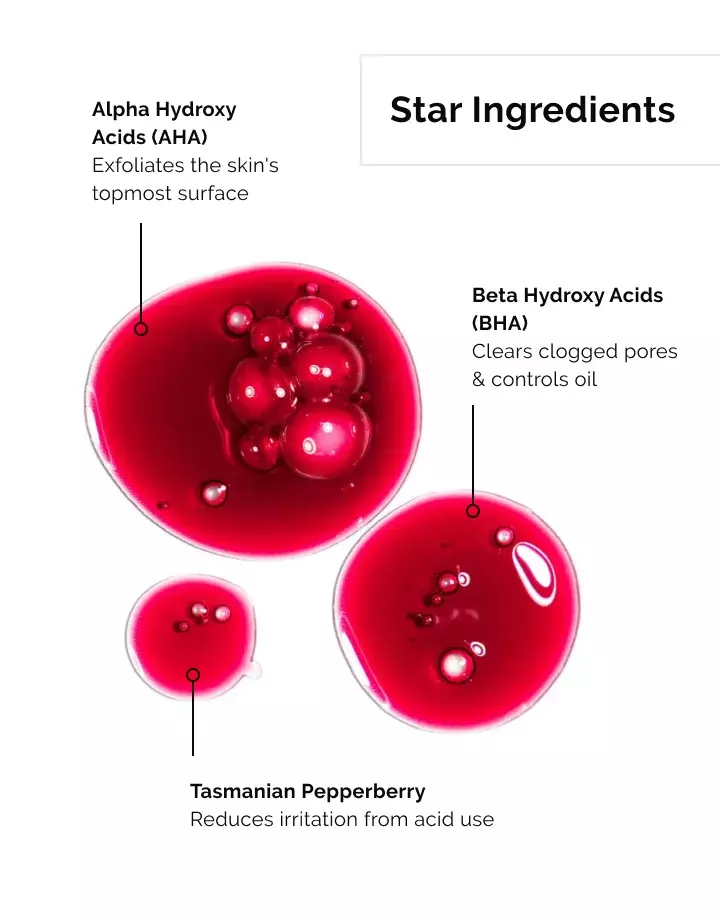 Star Ingredients
Alpha Hydroxy
Acids (AHA)
Exfoliates the skin's
topmost surface
Beta Hydroxy Acids
(BHA)
Clears clogged pores
& controls oil
Tasmanian Pepperberry
Reduces irritation from acid use